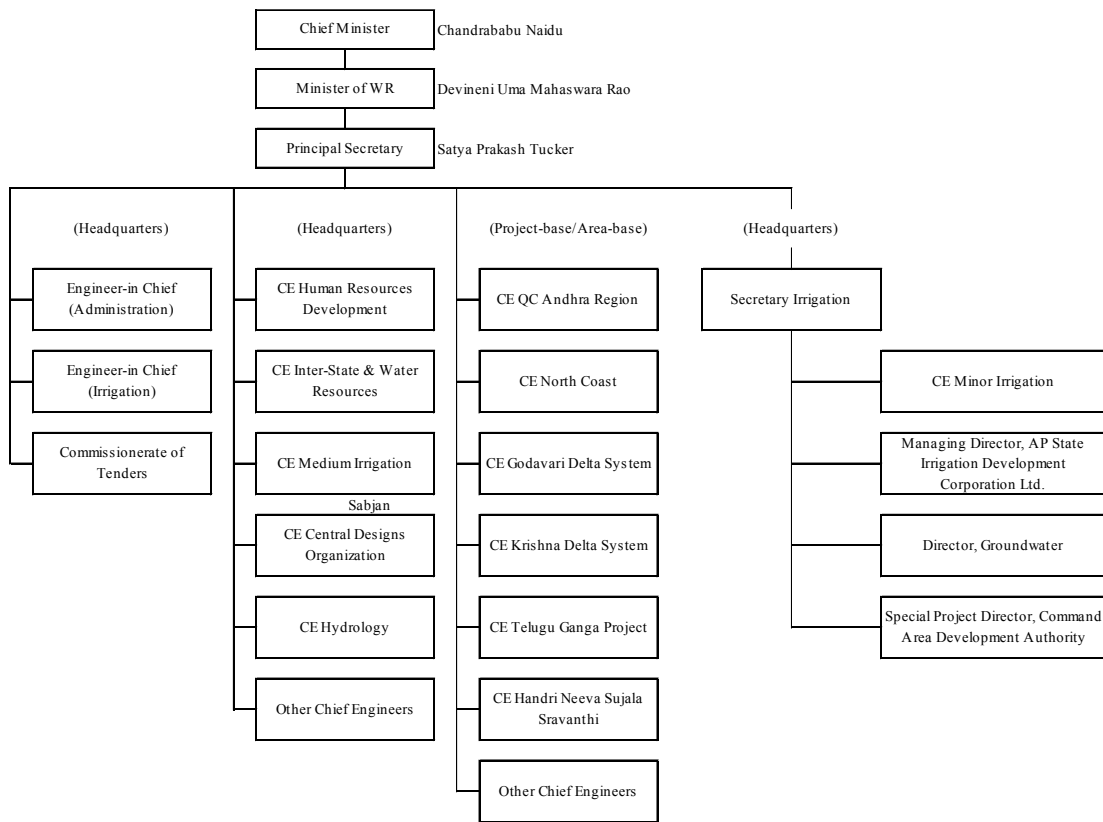 Chief Minister
Chandrababu Naidu
Minister of WR
Devineni Uma Mahaswara Rao
Principal Secretary
Satya Prakash Tucker
(Headquarters)
Engineer-in Chief
(Administration)
Engineer-in Chief
(Irrigation)
Commissionerate of
Tenders
(Headquarters)
CE Human Resources
Development
CE Inter-State & Water
Resources
CE Medium Irrigation
Sabjan
CE Central Designs
Organization
CE Hydrology
Other Chief Engineers
(Project-base/Area-base)
CE QC Andhra Region
CE North Coast
CE Godavari Delta System
CE Krishna Delta System
CE Telugu Ganga Project
CE Handri Neeva Sujala
Sravanthi
Other Chief Engineers
(Headquarters)
Secretary Irrigation
CE Minor Irrigation
Managing Director, AP State
Irrigation Development
Corporation Ltd.
Director, Groundwater
Special Project Director, Command
Area Development Authority